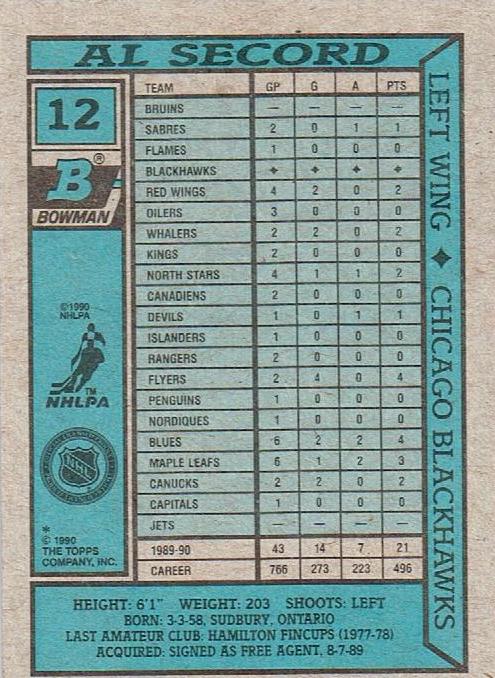 AL SECORD
12
B®
BOWMAN
©1990
NHLPA
TM
NHLPA
NHL
*
© 1990
THE TOPPS
COMPANY, INC.
TEAM GP G A PTS
BRUINS — — — —
SABRES 2 0 1 1
FLAMES 1 0 0 0
BLACKHAWKS ✦ ✦ ✦ ✦
RED WINGS 4 2 0 2
OILERS 3 0 0 0
WHALERS 2 2 0 2
KINGS 2 0 0 0
NORTH STARS 4 1 1 2
CANADIENS 2 0 0 0
DEVILS 1 0 1 1
ISLANDERS 1 0 0 0
RANGERS 2 0 0 0
FLYERS 2 4 0 4
PENGUINS 1 0 0 0
NORDIQUES 1 0 0 0
BLUES 6 2 2 4
MAPLE LEAFS 6 1 2 3
CANUCKS 2 2 0 2
CAPITALS 1 0 0 0
JETS — — — —
1989-90 43 14 7 21
CAREER 766 273 223 496
LEFT WING ✦ CHICAGO BLACKHAWKS
HEIGHT: 6'1" WEIGHT: 203 SHOOTS: LEFT
BORN: 3-3-58, SUDBURY, ONTARIO
LAST AMATEUR CLUB: HAMILTON FINCUPS (1977-78)
ACQUIRED: SIGNED AS FREE AGENT, 8-7-89